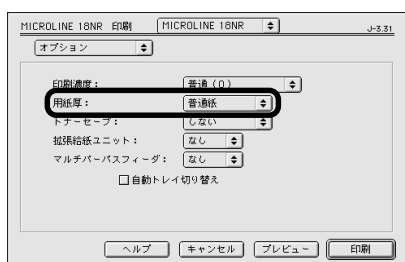 MICROLINE 18NR 印刷 MICROLINE 18NR J-3.31
オプション
印刷濃度: 普通(0)
用紙厚: 普通紙
トナーセーブ: しない
拡張給紙ユニット: なし
マルチパーパスフィーダ: なし
自動トレイ切り替え
ヘルプ キャンセル プレビュー 印刷